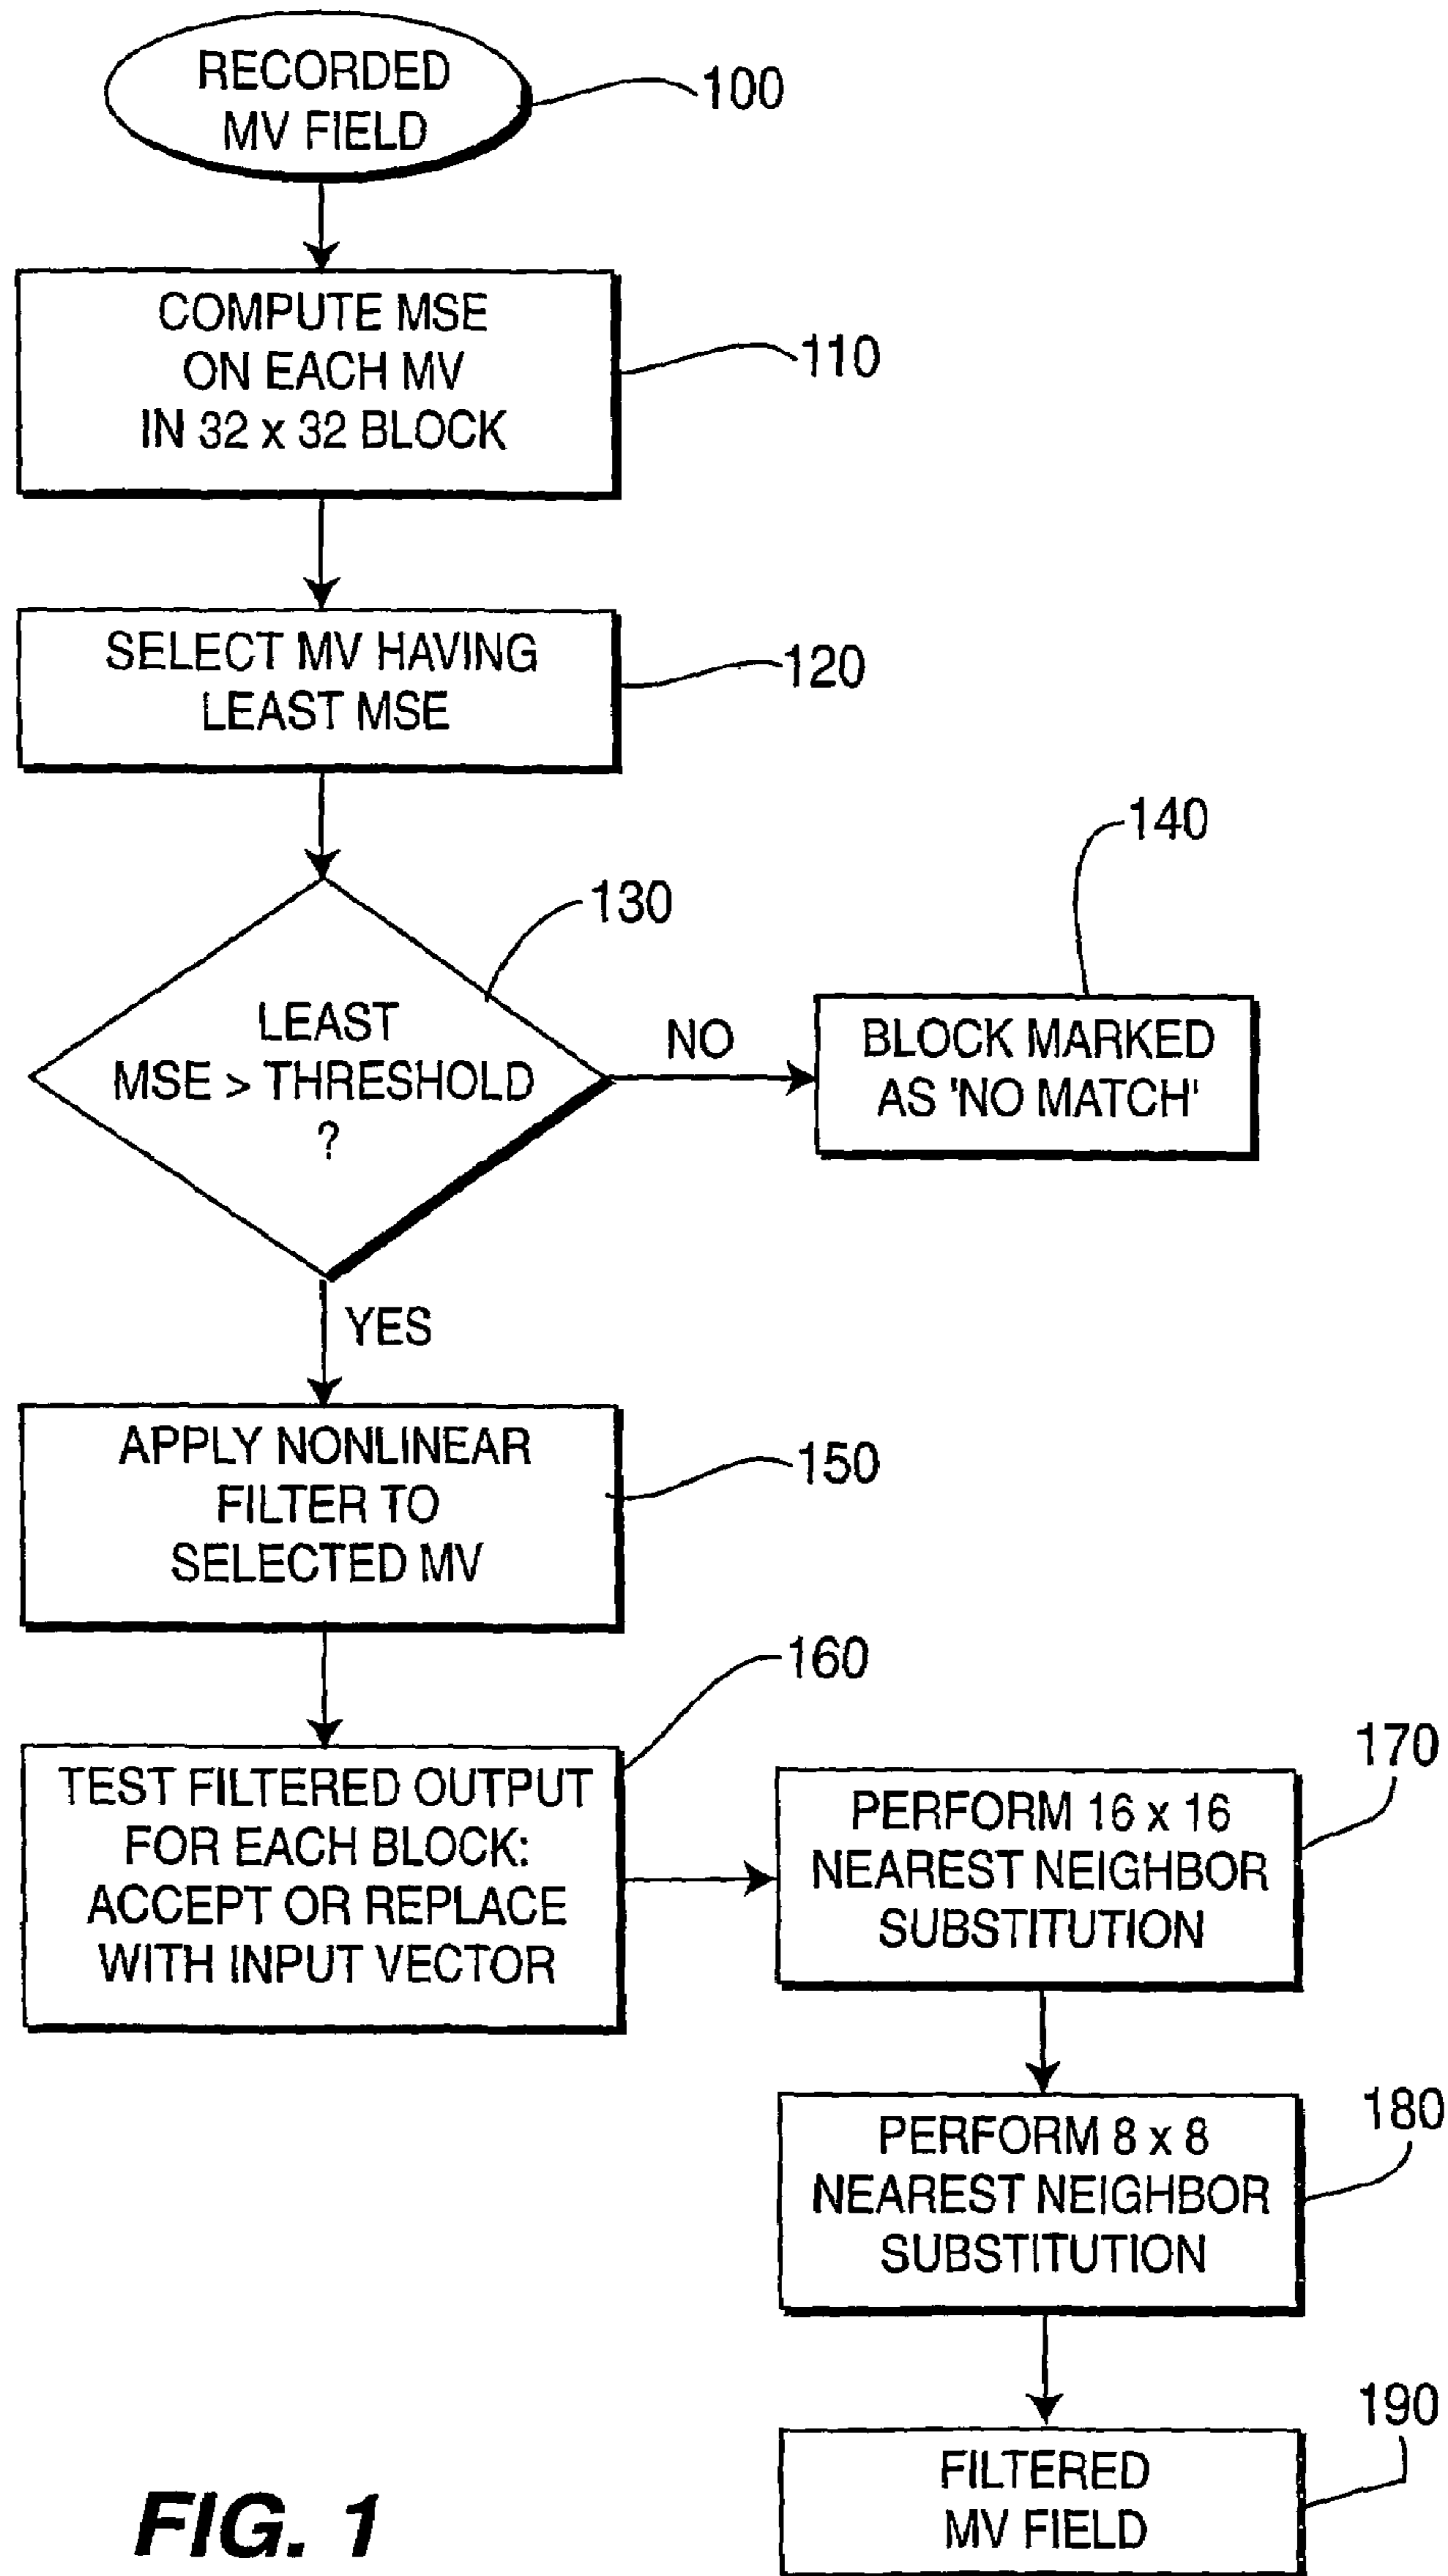 RECORDED
MV FIELD
100
COMPUTE MSE
ON EACH MV
IN 32 x 32 BLOCK
110
SELECT MV HAVING
LEAST MSE
120
LEAST
MSE > THRESHOLD
?
130
NO
BLOCK MARKED
AS 'NO MATCH'
140
YES
APPLY NONLINEAR
FILTER TO
SELECTED MV
150
TEST FILTERED OUTPUT
FOR EACH BLOCK:
ACCEPT OR REPLACE
WITH INPUT VECTOR
160
PERFORM 16 x 16
NEAREST NEIGHBOR
SUBSTITUTION
170
PERFORM 8 x 8
NEAREST NEIGHBOR
SUBSTITUTION
180
FILTERED
MV FIELD
190
FIG. 1